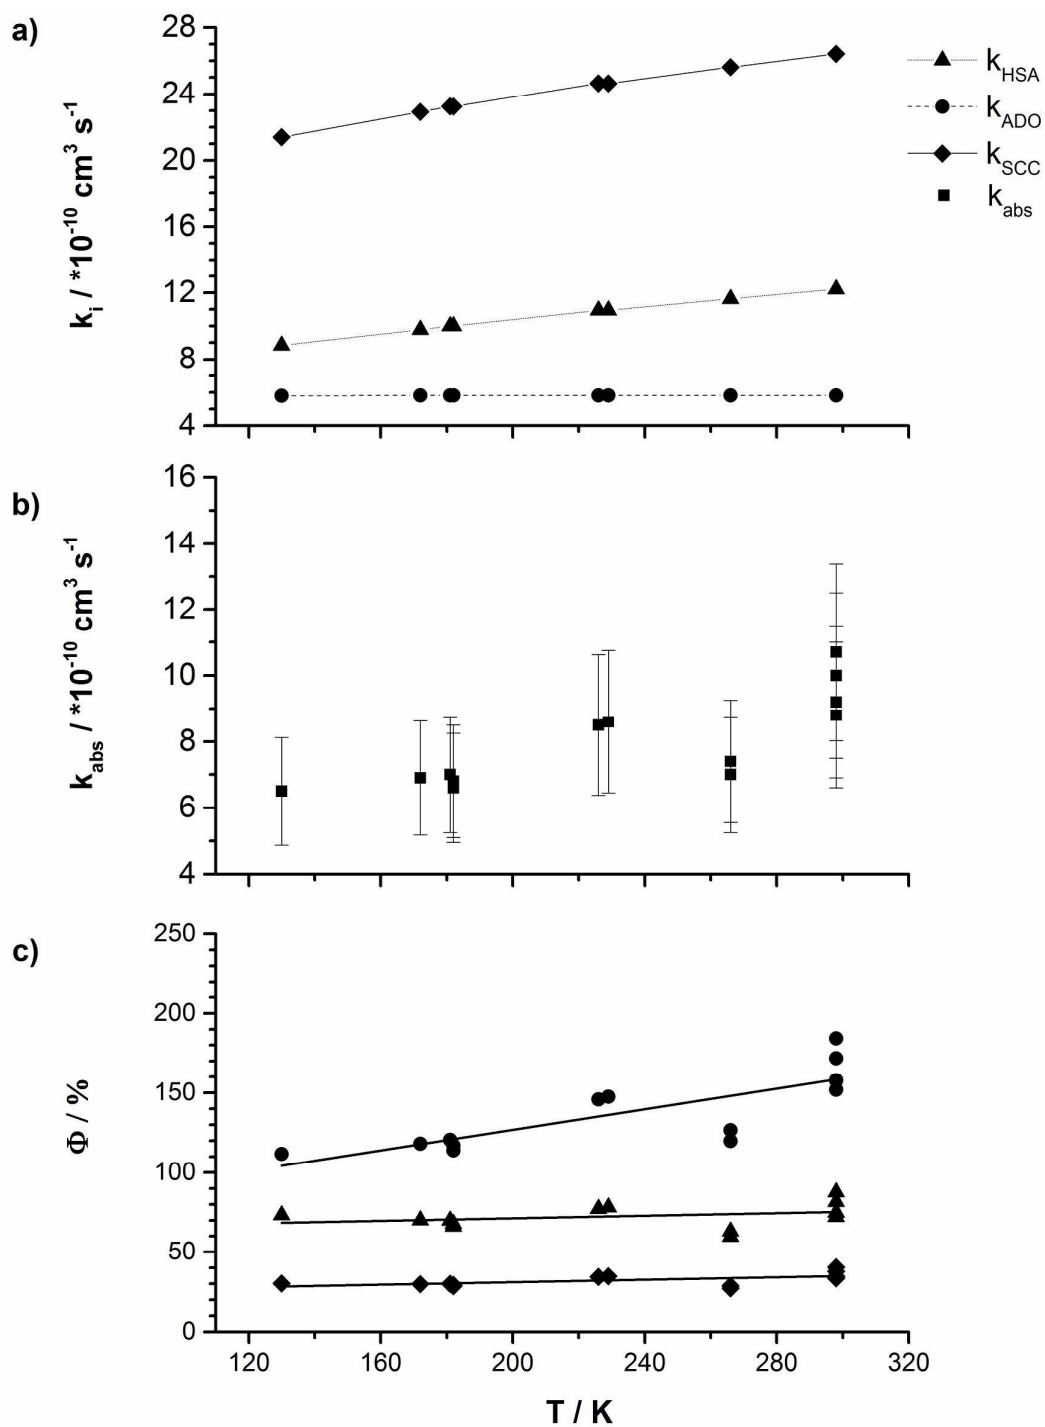 a)
k_i / *10^-10 cm^3 s^-1
28
24
20
16
12
8
4
k_HSA
k_ADO
k_SCC
k_abs
b)
k_abs / *10^-10 cm^3 s^-1
16
14
12
10
8
6
4
c)
Φ / %
250
200
150
100
50
0
120 160 200 240 280 320
T / K